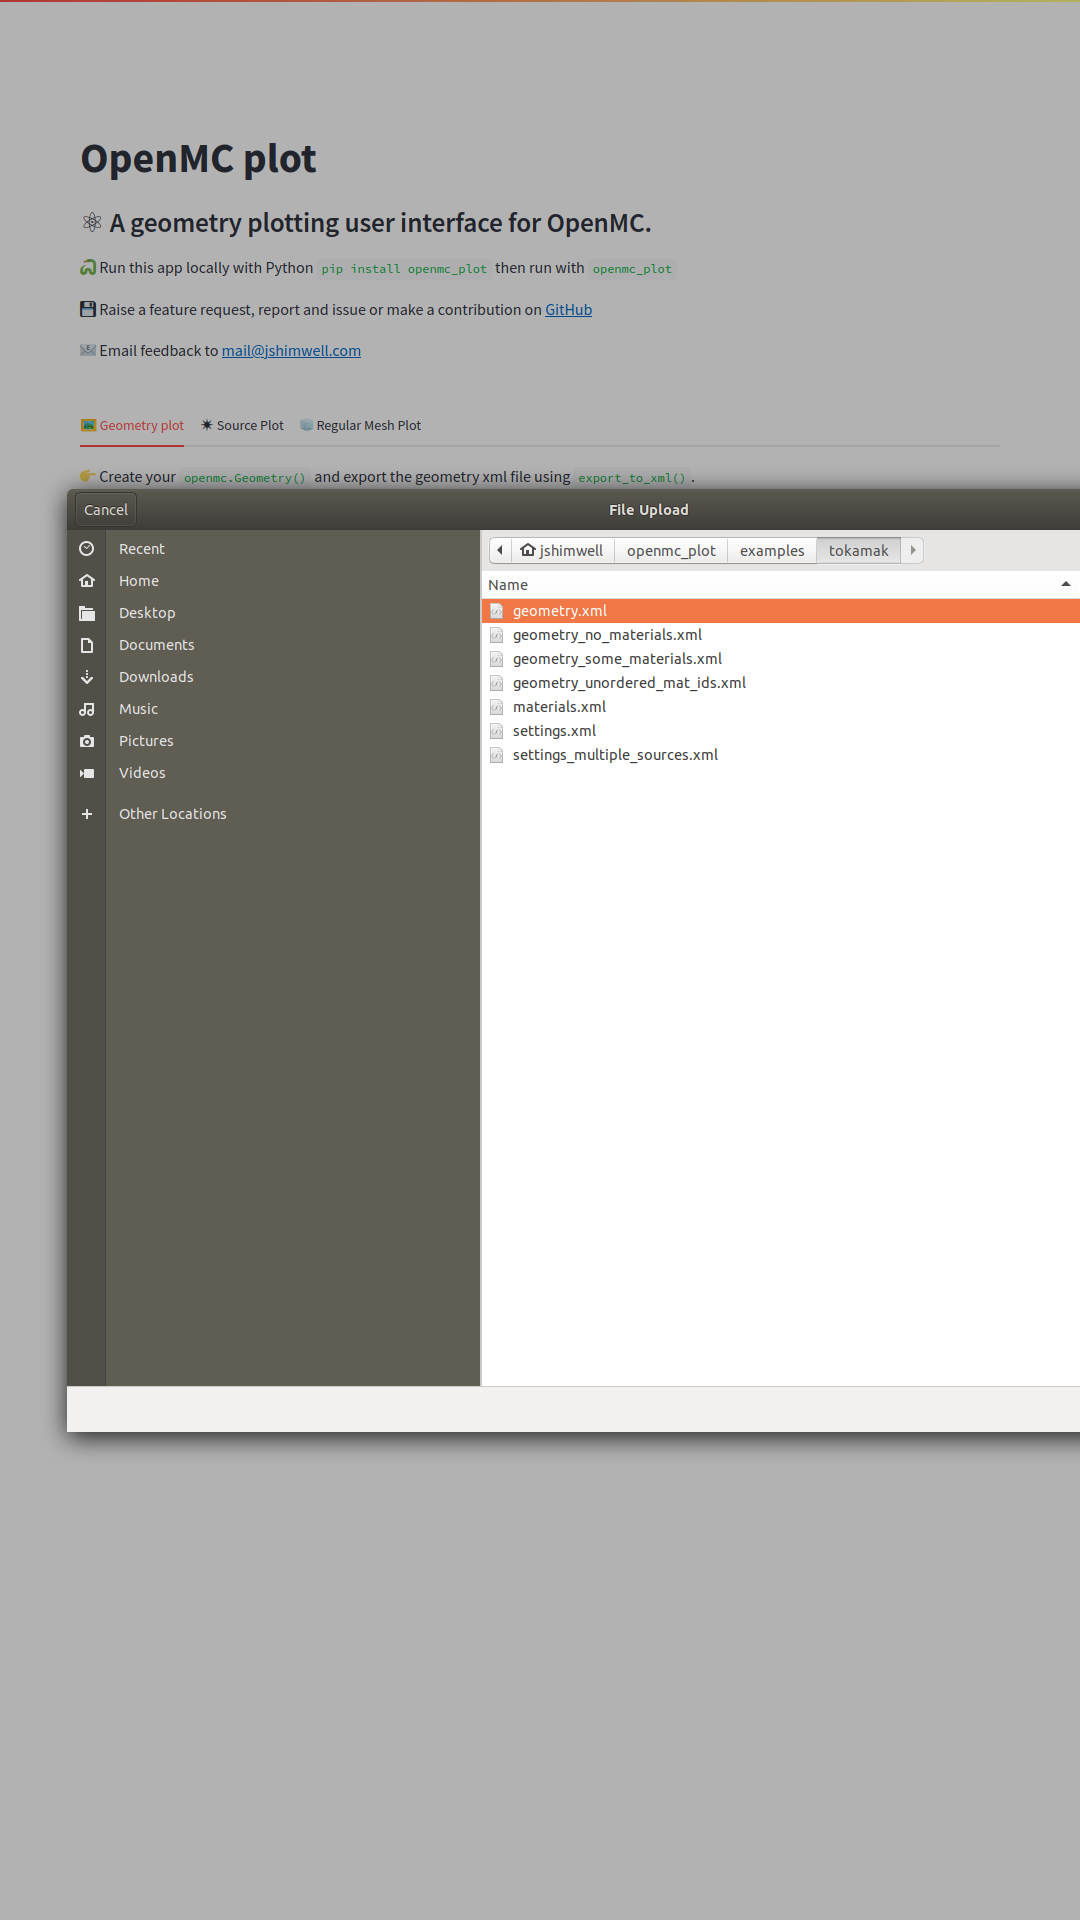 OpenMC plot
⚛ A geometry plotting user interface for OpenMC.
🐍 Run this app locally with Python pip install openmc_plot then run with openmc_plot
💾 Raise a feature request, report and issue or make a contribution on GitHub
📧 Email feedback to mail@jshimwell.com
🖼️ Geometry plot ✴ Source Plot 🧊 Regular Mesh Plot
👉 Create your openmc.Geometry() and export the geometry xml file using export_to_xml() .
Cancel File Upload
Recent
Home
Desktop
Documents
Downloads
Music
Pictures
Videos
Other Locations
jshimwell openmc_plot examples tokamak
Name
geometry.xml
geometry_no_materials.xml
geometry_some_materials.xml
geometry_unordered_mat_ids.xml
materials.xml
settings.xml
settings_multiple_sources.xml